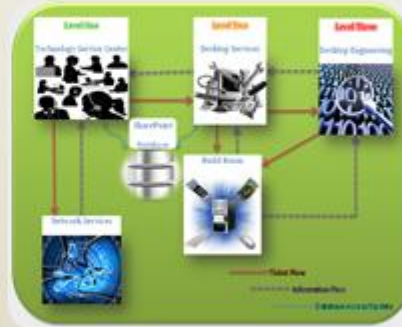 Level One
Technology Service Center
Level Two
Desktop Services
Level Three
Desktop Engineering
SharePoint
Build Room
Network Services
Ticket Flow
Information Flow